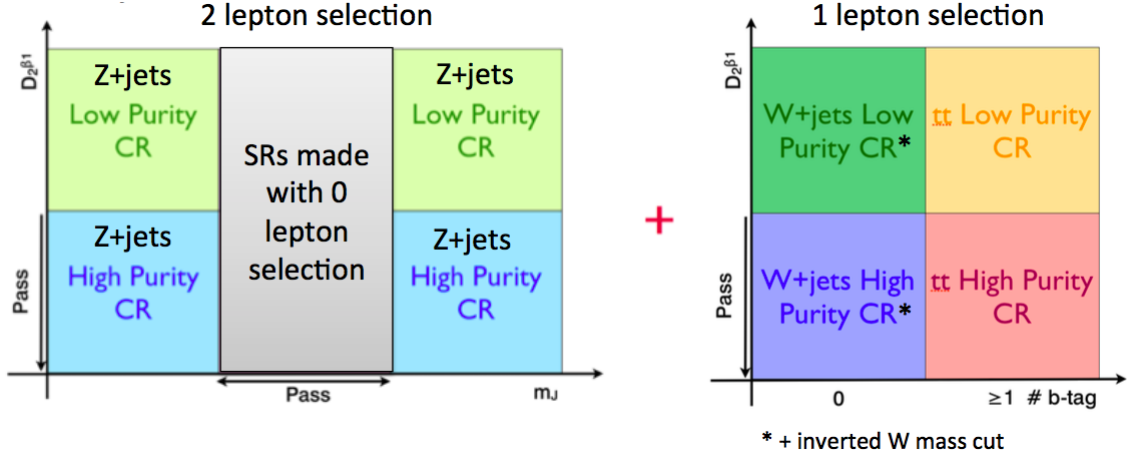 2 lepton selection
D₂β1
Z+jets
Low Purity
CR
Z+jets
High Purity
CR
SRs made
with 0
lepton
selection
Z+jets
Low Purity
CR
Z+jets
High Purity
CR
Pass
Pass
mJ
+
1 lepton selection
D₂β1
W+jets Low
Purity CR*
tt Low Purity
CR
W+jets High
Purity CR*
tt High Purity
CR
Pass
0
≥1 # b-tag
* + inverted W mass cut